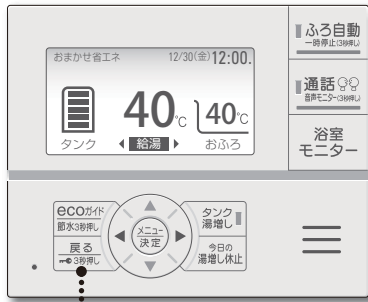 おまかせ省エネ 12/30(金)12:00.
40℃ 40℃
タンク ◀ 給湯 ▶ おふろ
ふろ自動
一時停止(3秒押し)
通話
音声モニター(3秒押し)
浴室
モニター
ecoガイド
節水3秒押し
戻る
3秒押し
メニュー
決定
タンク
湯増し
今日の
湯増し休止